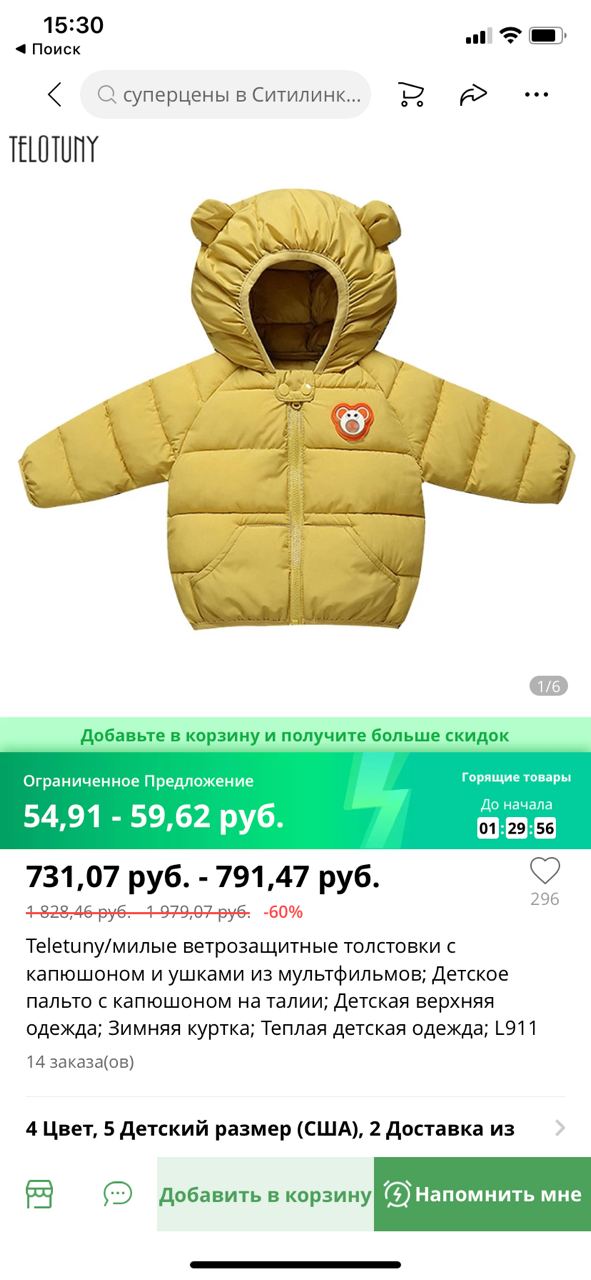 15:30
◀ Поиск
суперцены в Ситилинк...
TELOTUNY
1/6
Добавьте в корзину и получите больше скидок
Ограниченное Предложение
Горящие товары
54,91 - 59,62 руб.
До начала
01:29:56
731,07 руб. - 791,47 руб.
1 828,46 руб. - 1 979,07 руб. -60%
296
Teletuny/милые ветрозащитные толстовки с
капюшоном и ушками из мультфильмов; Детское
пальто с капюшоном на талии; Детская верхняя
одежда; Зимняя куртка; Теплая детская одежда; L911
14 заказа(ов)
4 Цвет, 5 Детский размер (США), 2 Доставка из
Добавить в корзину
Напомнить мне